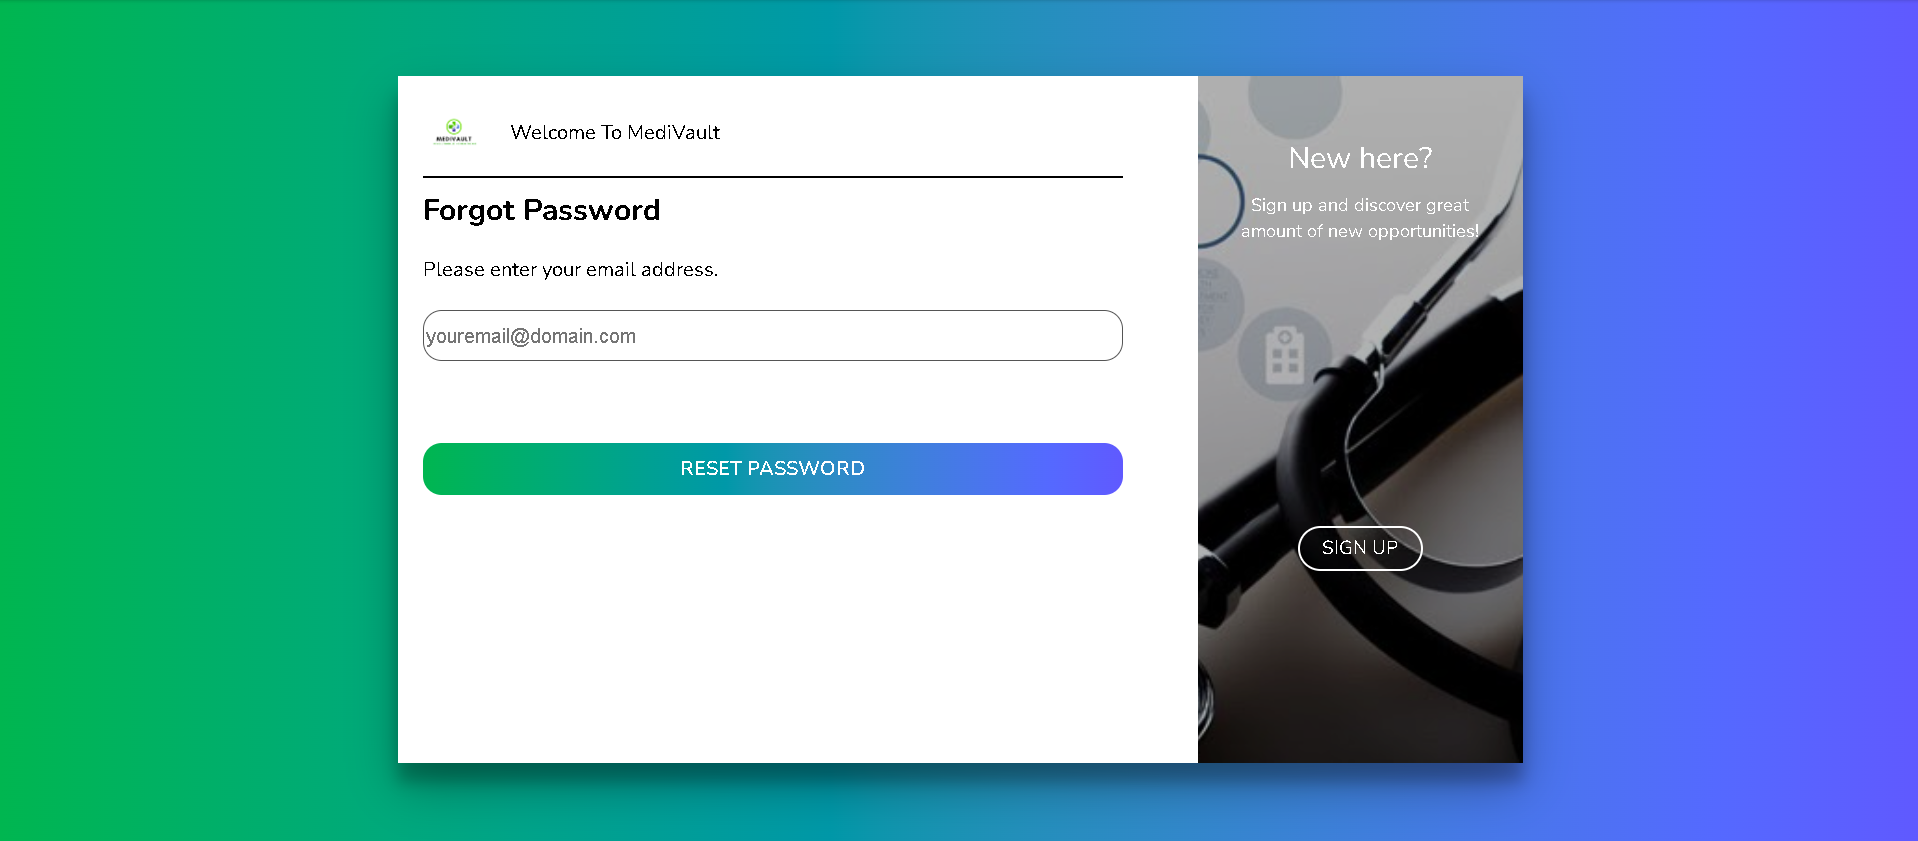 MEDIVAULT
Welcome To MediVault
Forgot Password
Please enter your email address.
youremail@domain.com
RESET PASSWORD
New here?
Sign up and discover great
amount of new opportunities!
SIGN UP